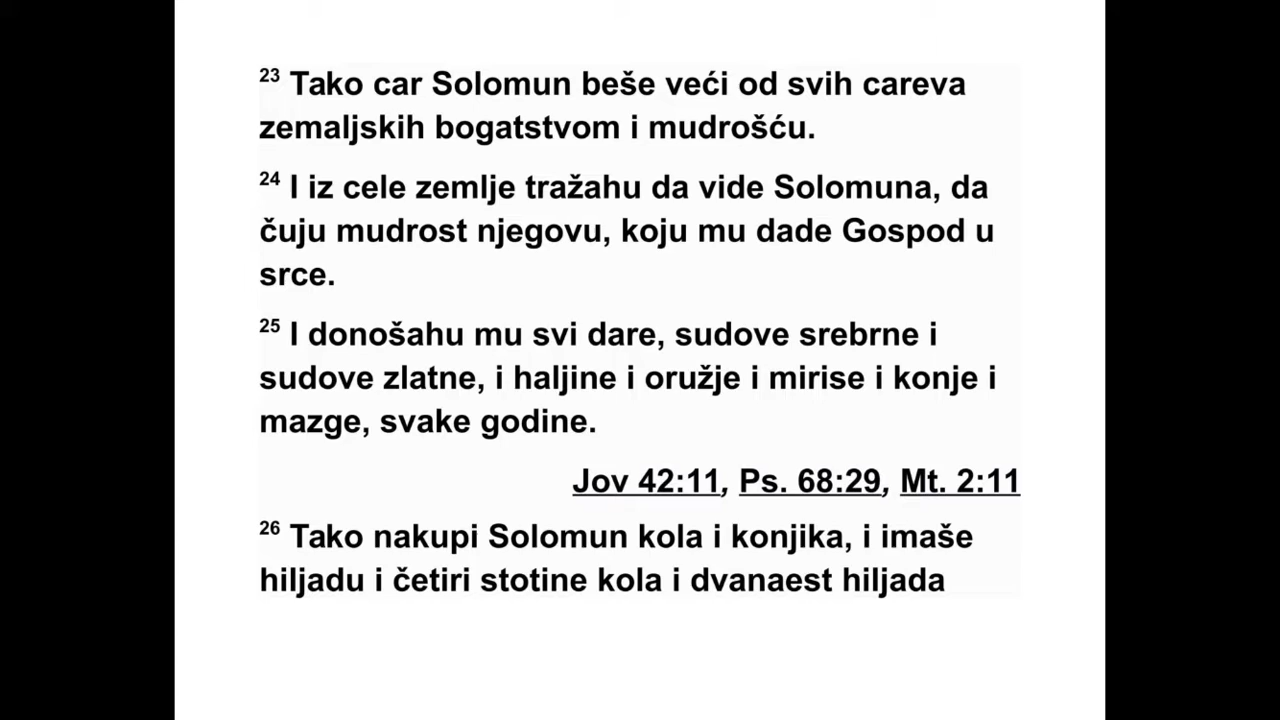 23 Tako car Solomun beše veći od svih careva
zemaljskih bogatstvom i mudrošću.
24 I iz cele zemlje tražahu da vide Solomuna, da
čuju mudrost njegovu, koju mu dade Gospod u
srce.
25 I donošahu mu svi dare, sudove srebrne i
sudove zlatne, i haljine i oružje i mirise i konje i
mazge, svake godine.
Jov 42:11, Ps. 68:29, Mt. 2:11
26 Tako nakupi Solomun kola i konjika, i imaše
hiljadu i četiri stotine kola i dvanaest hiljada